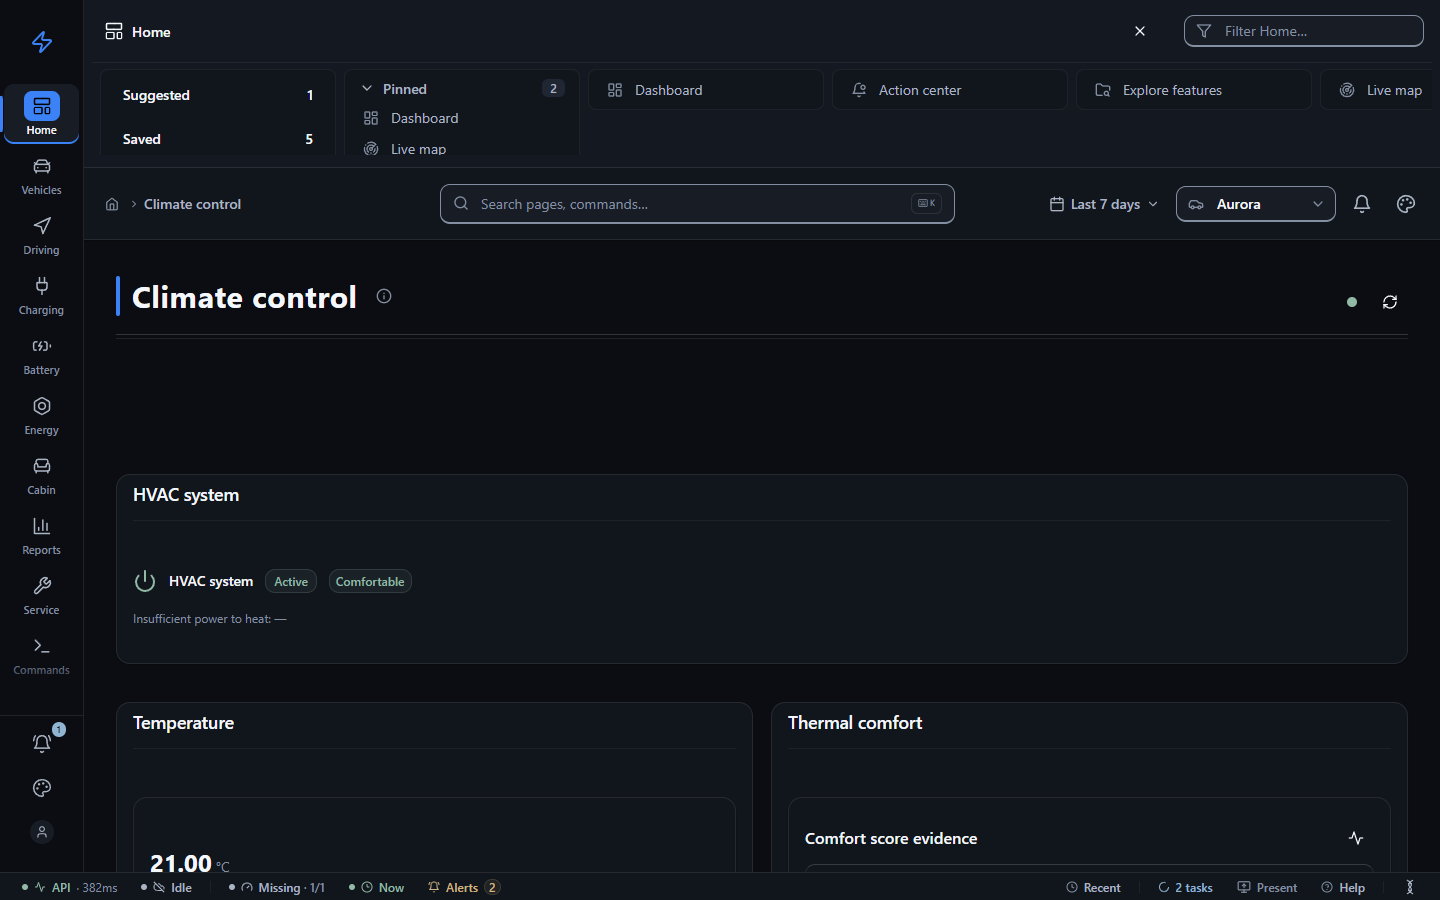 Home
Filter Home...
Suggested 1
Saved 5
Pinned 2
Dashboard
Live map
Dashboard
Action center
Explore features
Live map
Home
Vehicles
Driving
Charging
Battery
Energy
Cabin
Reports
Service
Commands
1
Climate control
Search pages, commands...
K
Last 7 days
Aurora
Climate control
HVAC system
HVAC system Active Comfortable
Insufficient power to heat: —
Temperature
21.00 °C
Thermal comfort
Comfort score evidence
API · 382ms Idle Missing · 1/1 Now Alerts 2 Recent 2 tasks Present Help